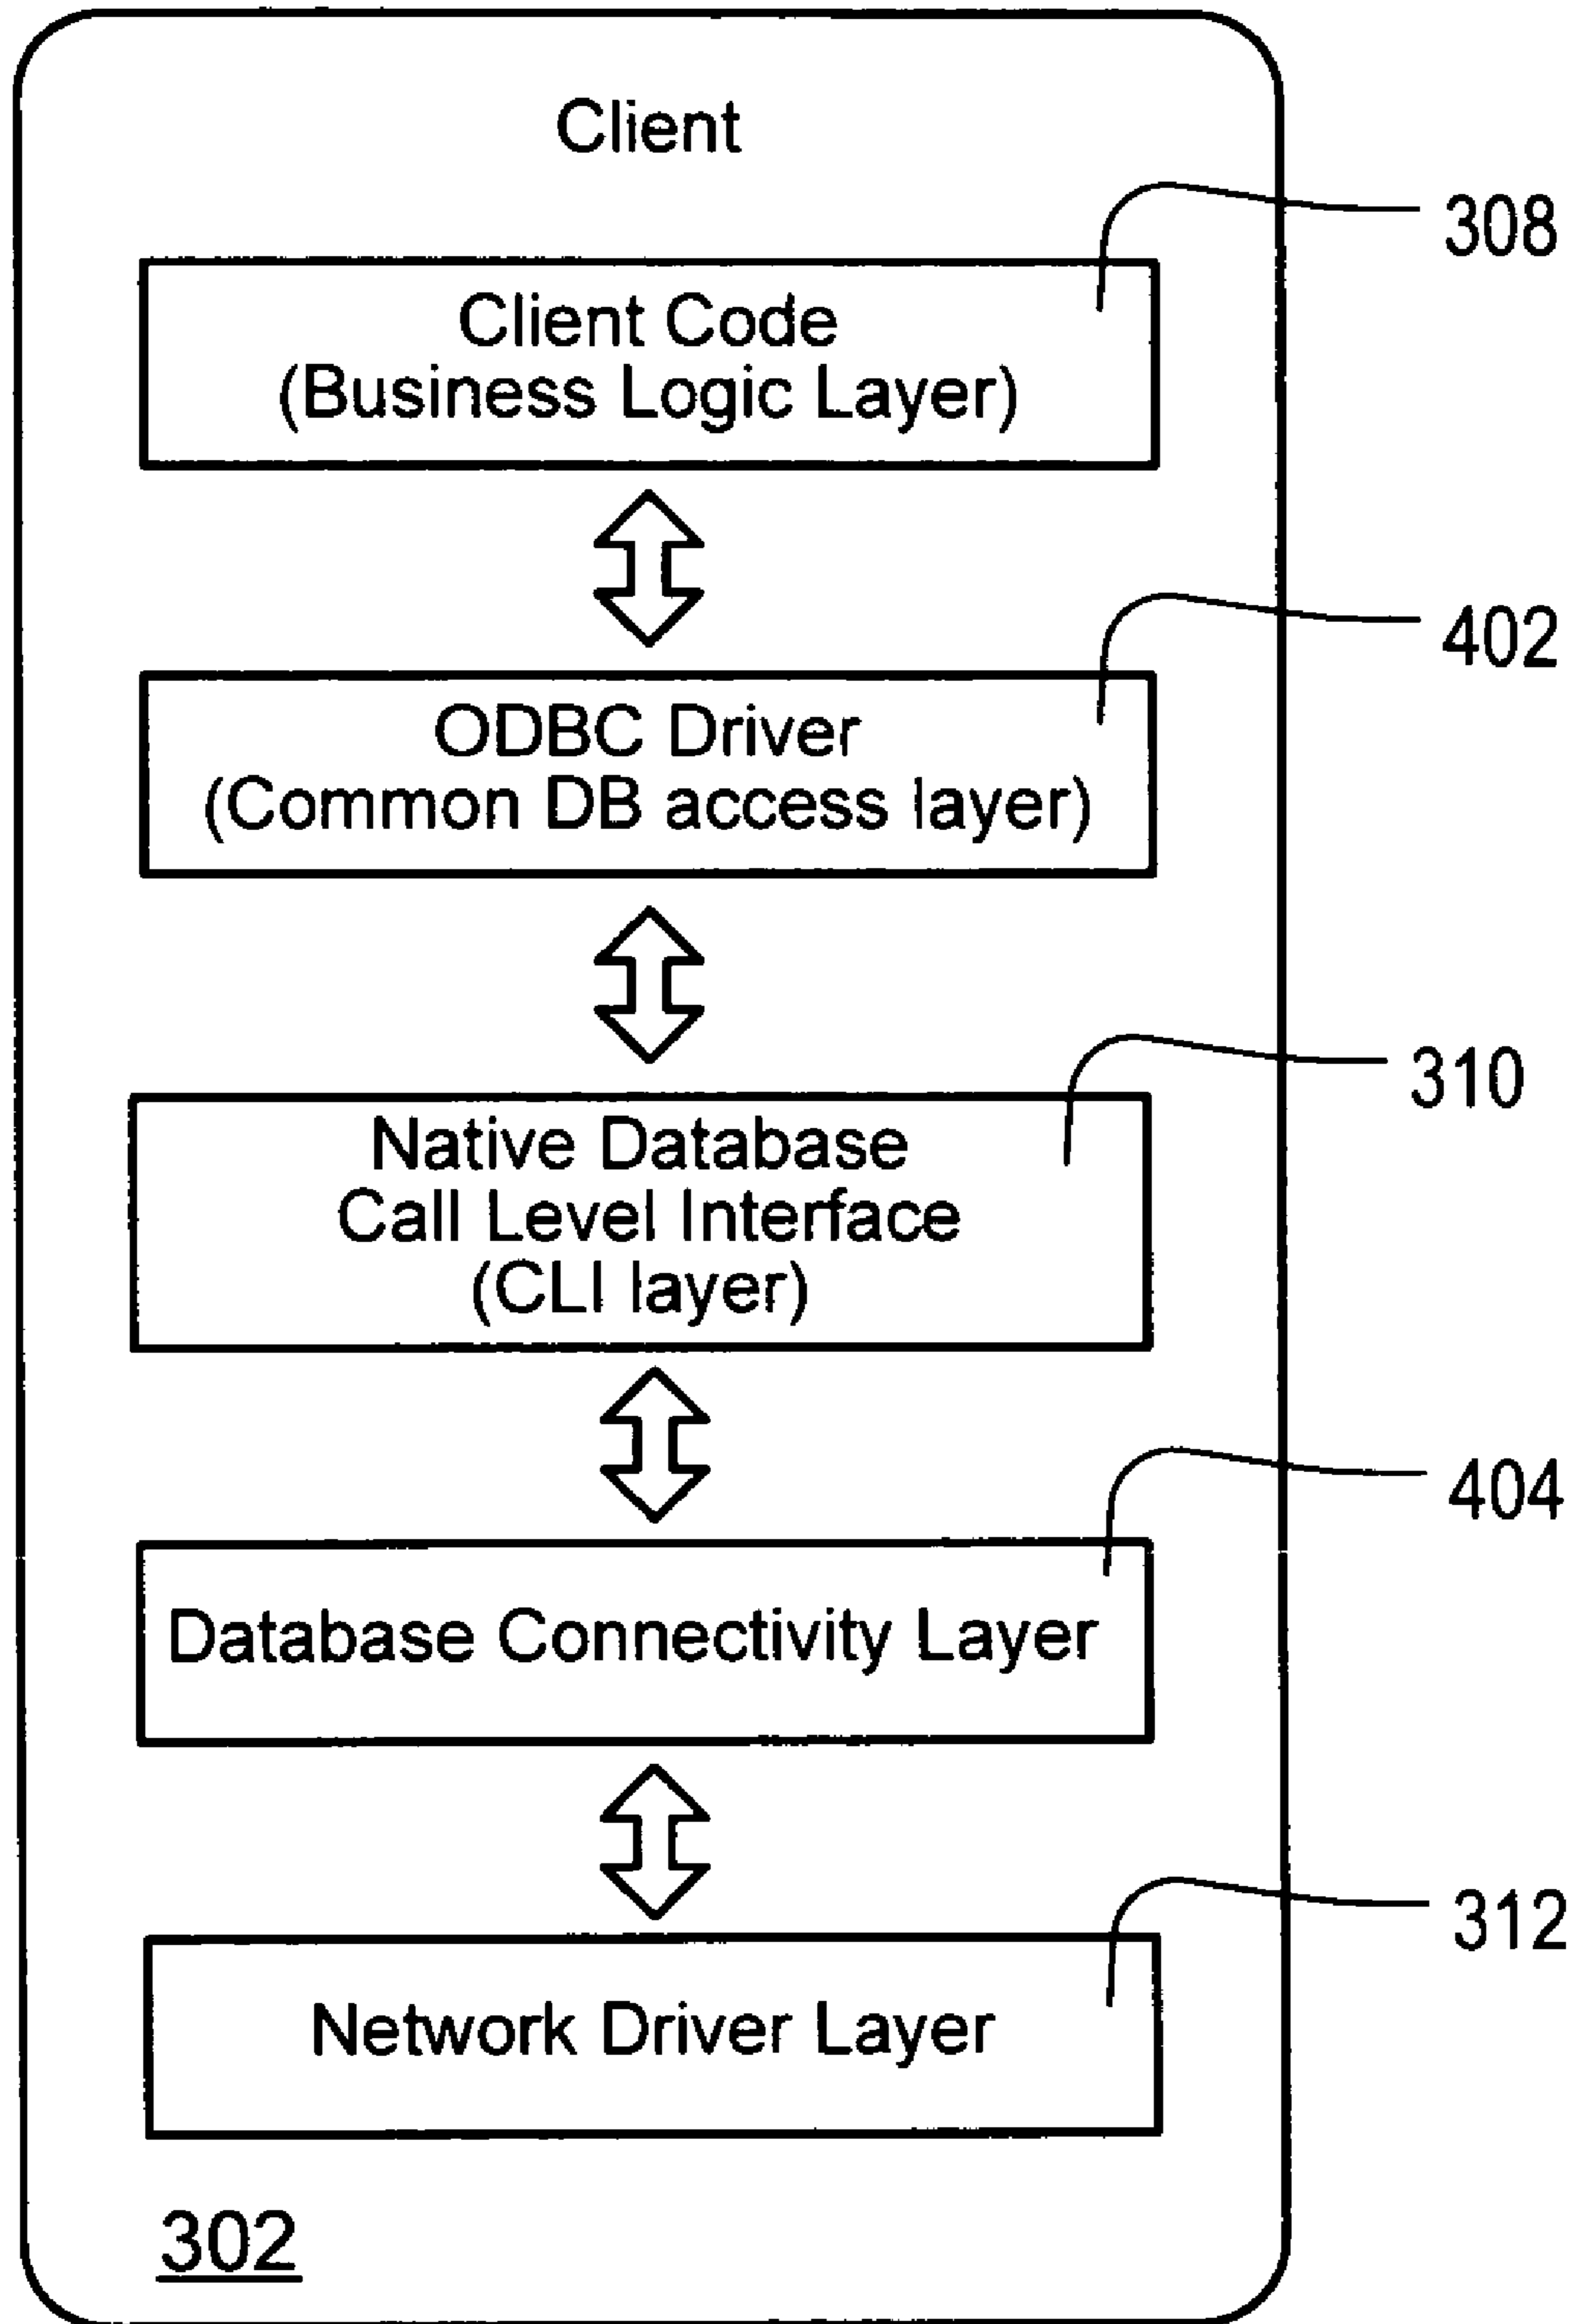 Client
308
Client Code
(Business Logic Layer)
402
ODBC Driver
(Common DB access layer)
310
Native Database
Call Level Interface
(CLI layer)
404
Database Connectivity Layer
312
Network Driver Layer
302